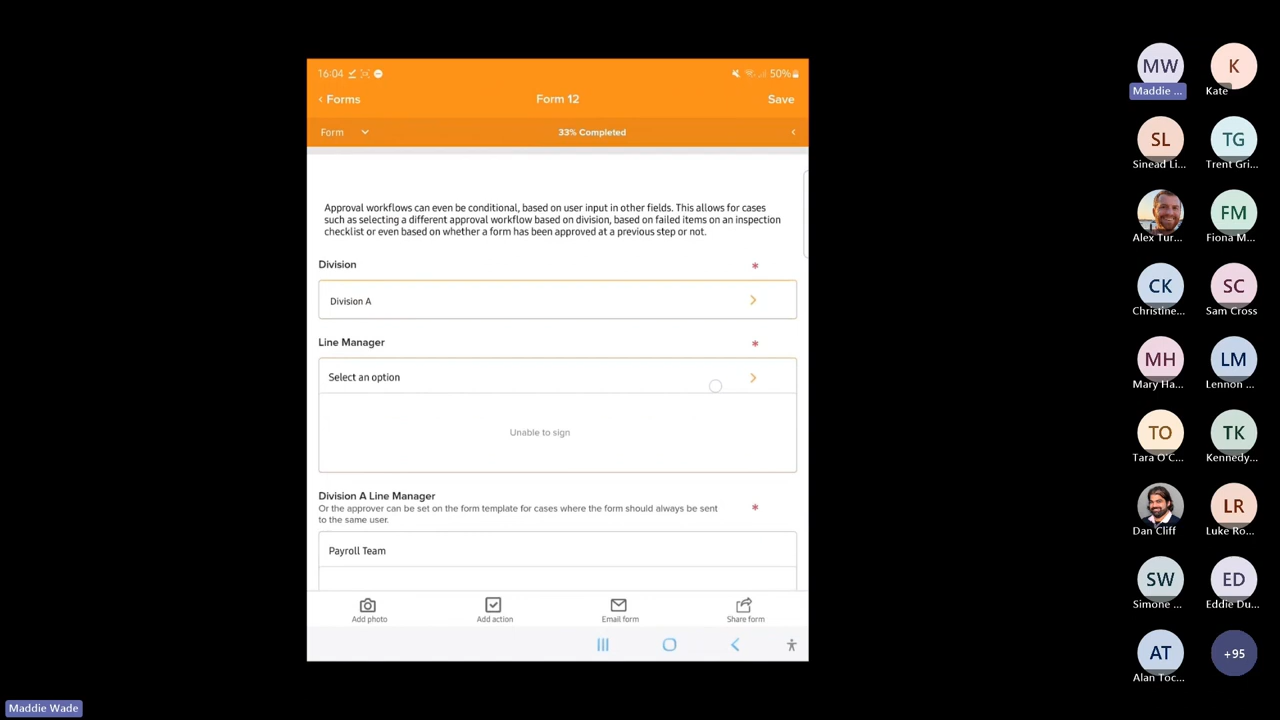 16:04
50%
‹ Forms
Form 12
Save
Form
33% Completed
Approval workflows can even be conditional, based on user input in other fields. This allows for cases
such as selecting a different approval workflow based on division, based on failed items on an inspection
checklist or even based on whether a form has been approved at a previous step or not.
Division
*
Division A
Line Manager
*
Select an option
Unable to sign
Division A Line Manager
Or the approver can be set on the form template for cases where the form should always be sent
to the same user.
*
Payroll Team
Add photo
Add action
Email form
Share form
MW
Maddie ...
K
Kate
SL
Sinead Li...
TG
Trent Gri...
Alex Tur...
FM
Fiona M...
CK
Christine...
SC
Sam Cross
MH
Mary Ha...
LM
Lennon ...
TO
Tara O'C...
TK
Kennedy...
Dan Cliff
LR
Luke Ro...
SW
Simone ...
ED
Eddie Du...
AT
Alan Toc...
+95
Maddie Wade